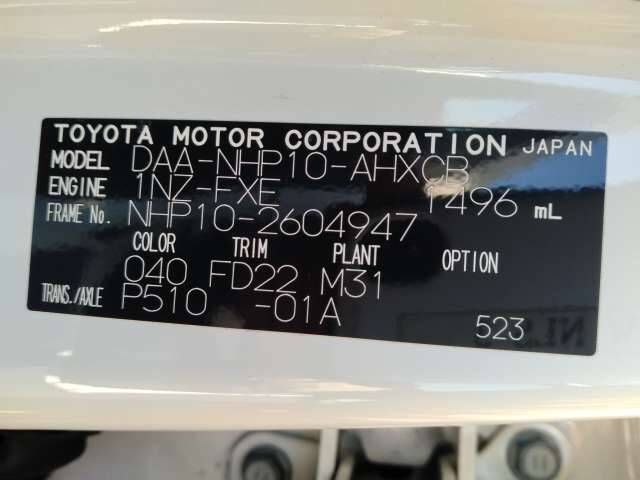 TOYOTA MOTOR CORPORATION JAPAN
MODEL DAA-NHP10-AHXCB
ENGINE 1NZ-FXE 1496 mL
FRAME No. NHP10-2604947
COLOR TRIM PLANT OPTION
040 FD22 M31
TRANS./AXLE P510 -01A
523